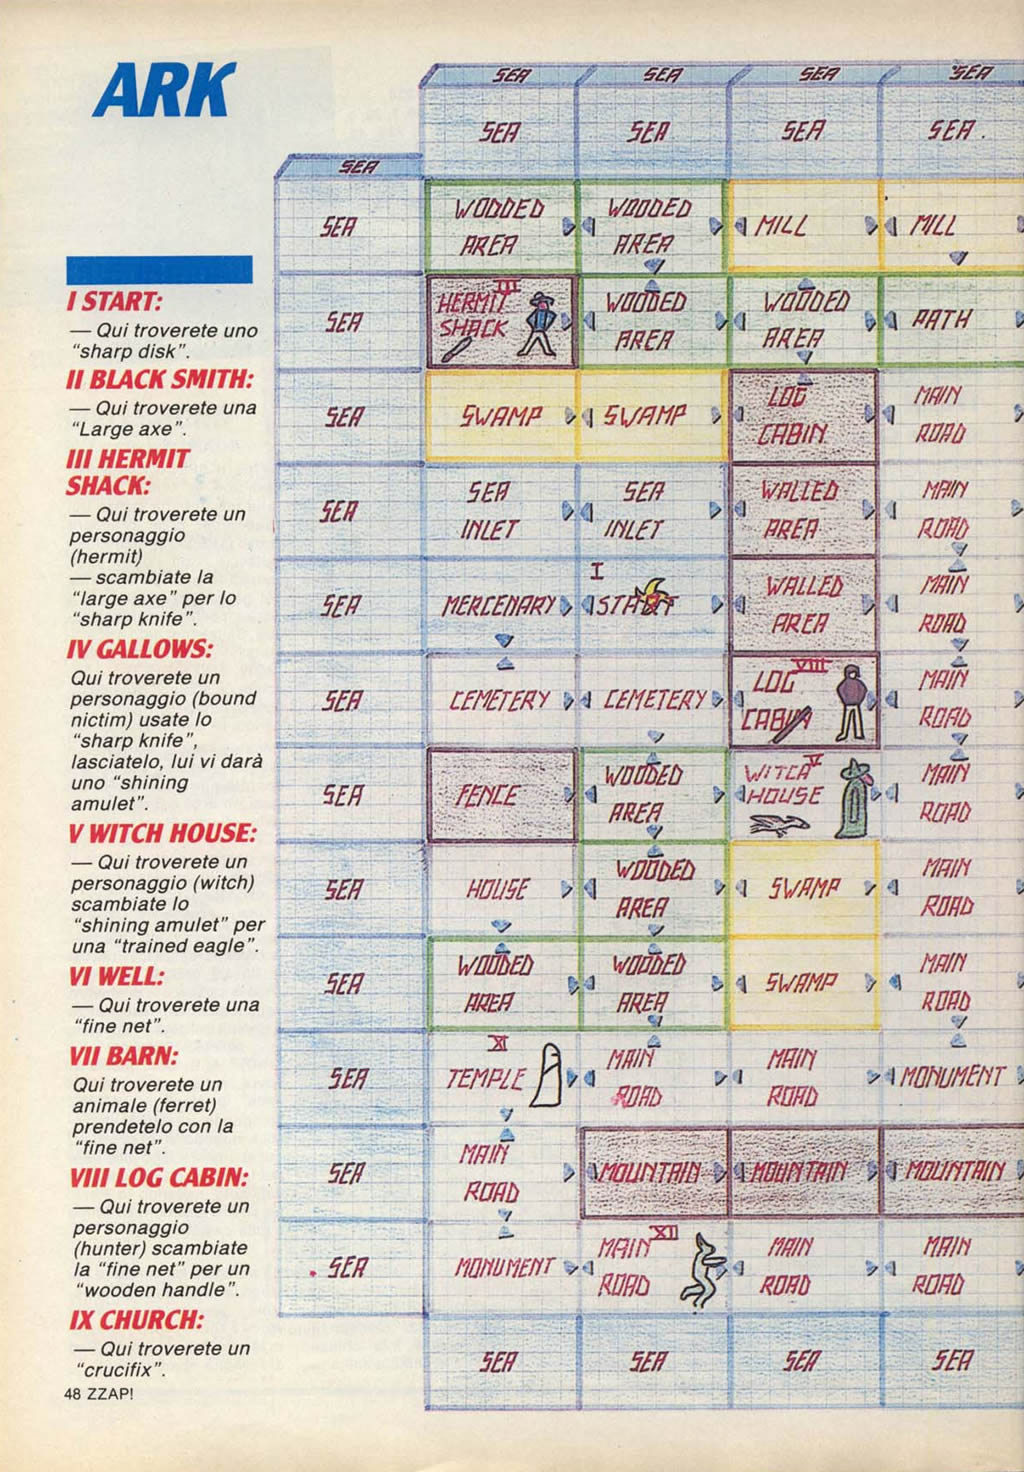 ARK
I START:
— Qui troverete uno
"sharp disk".
II BLACK SMITH:
— Qui troverete una
"Large axe".
III HERMIT
SHACK:
— Qui troverete un
personaggio
(hermit)
— scambiate la
"large axe" per lo
"sharp knife".
IV GALLOWS:
Qui troverete un
personaggio (bound
nictim) usate lo
"sharp knife",
lasciatelo, lui vi darà
uno "shining
amulet".
V WITCH HOUSE:
— Qui troverete un
personaggio (witch)
scambiate lo
"shining amulet" per
una "trained eagle".
VI WELL:
— Qui troverete una
"fine net".
VII BARN:
Qui troverete un
animale (ferret)
prendetelo con la
"fine net".
VIII LOG CABIN:
— Qui troverete un
personaggio
(hunter) scambiate
la "fine net" per un
"wooden handle".
IX CHURCH:
— Qui troverete un
"crucifix".
48 ZZAP!
SEA SEA SEA SEA
SEA SEA SEA SEA
SEA
SEA WOODED AREA WOODED AREA MILL MILL
SEA III HERMIT SHACK WOODED AREA WOODED AREA PATH
SEA SWAMP SWAMP LOG CABIN MAIN ROAD
SEA SEA INLET SEA INLET WALLED AREA MAIN ROAD
SEA MERCENARY I START WALLED AREA MAIN ROAD
SEA CEMETERY CEMETERY VIII LOG CABIN MAIN ROAD
SEA FENCE WOODED AREA V WITCH HOUSE MAIN ROAD
SEA HOUSE WOODED AREA SWAMP MAIN ROAD
SEA WOODED AREA WOODED AREA SWAMP MAIN ROAD
SEA XI TEMPLE MAIN ROAD MAIN ROAD MONUMENT
SEA MAIN ROAD MOUNTAIN MOUNTAIN MOUNTAIN
SEA MONUMENT XII MAIN ROAD MAIN ROAD MAIN ROAD
SEA SEA SEA SEA